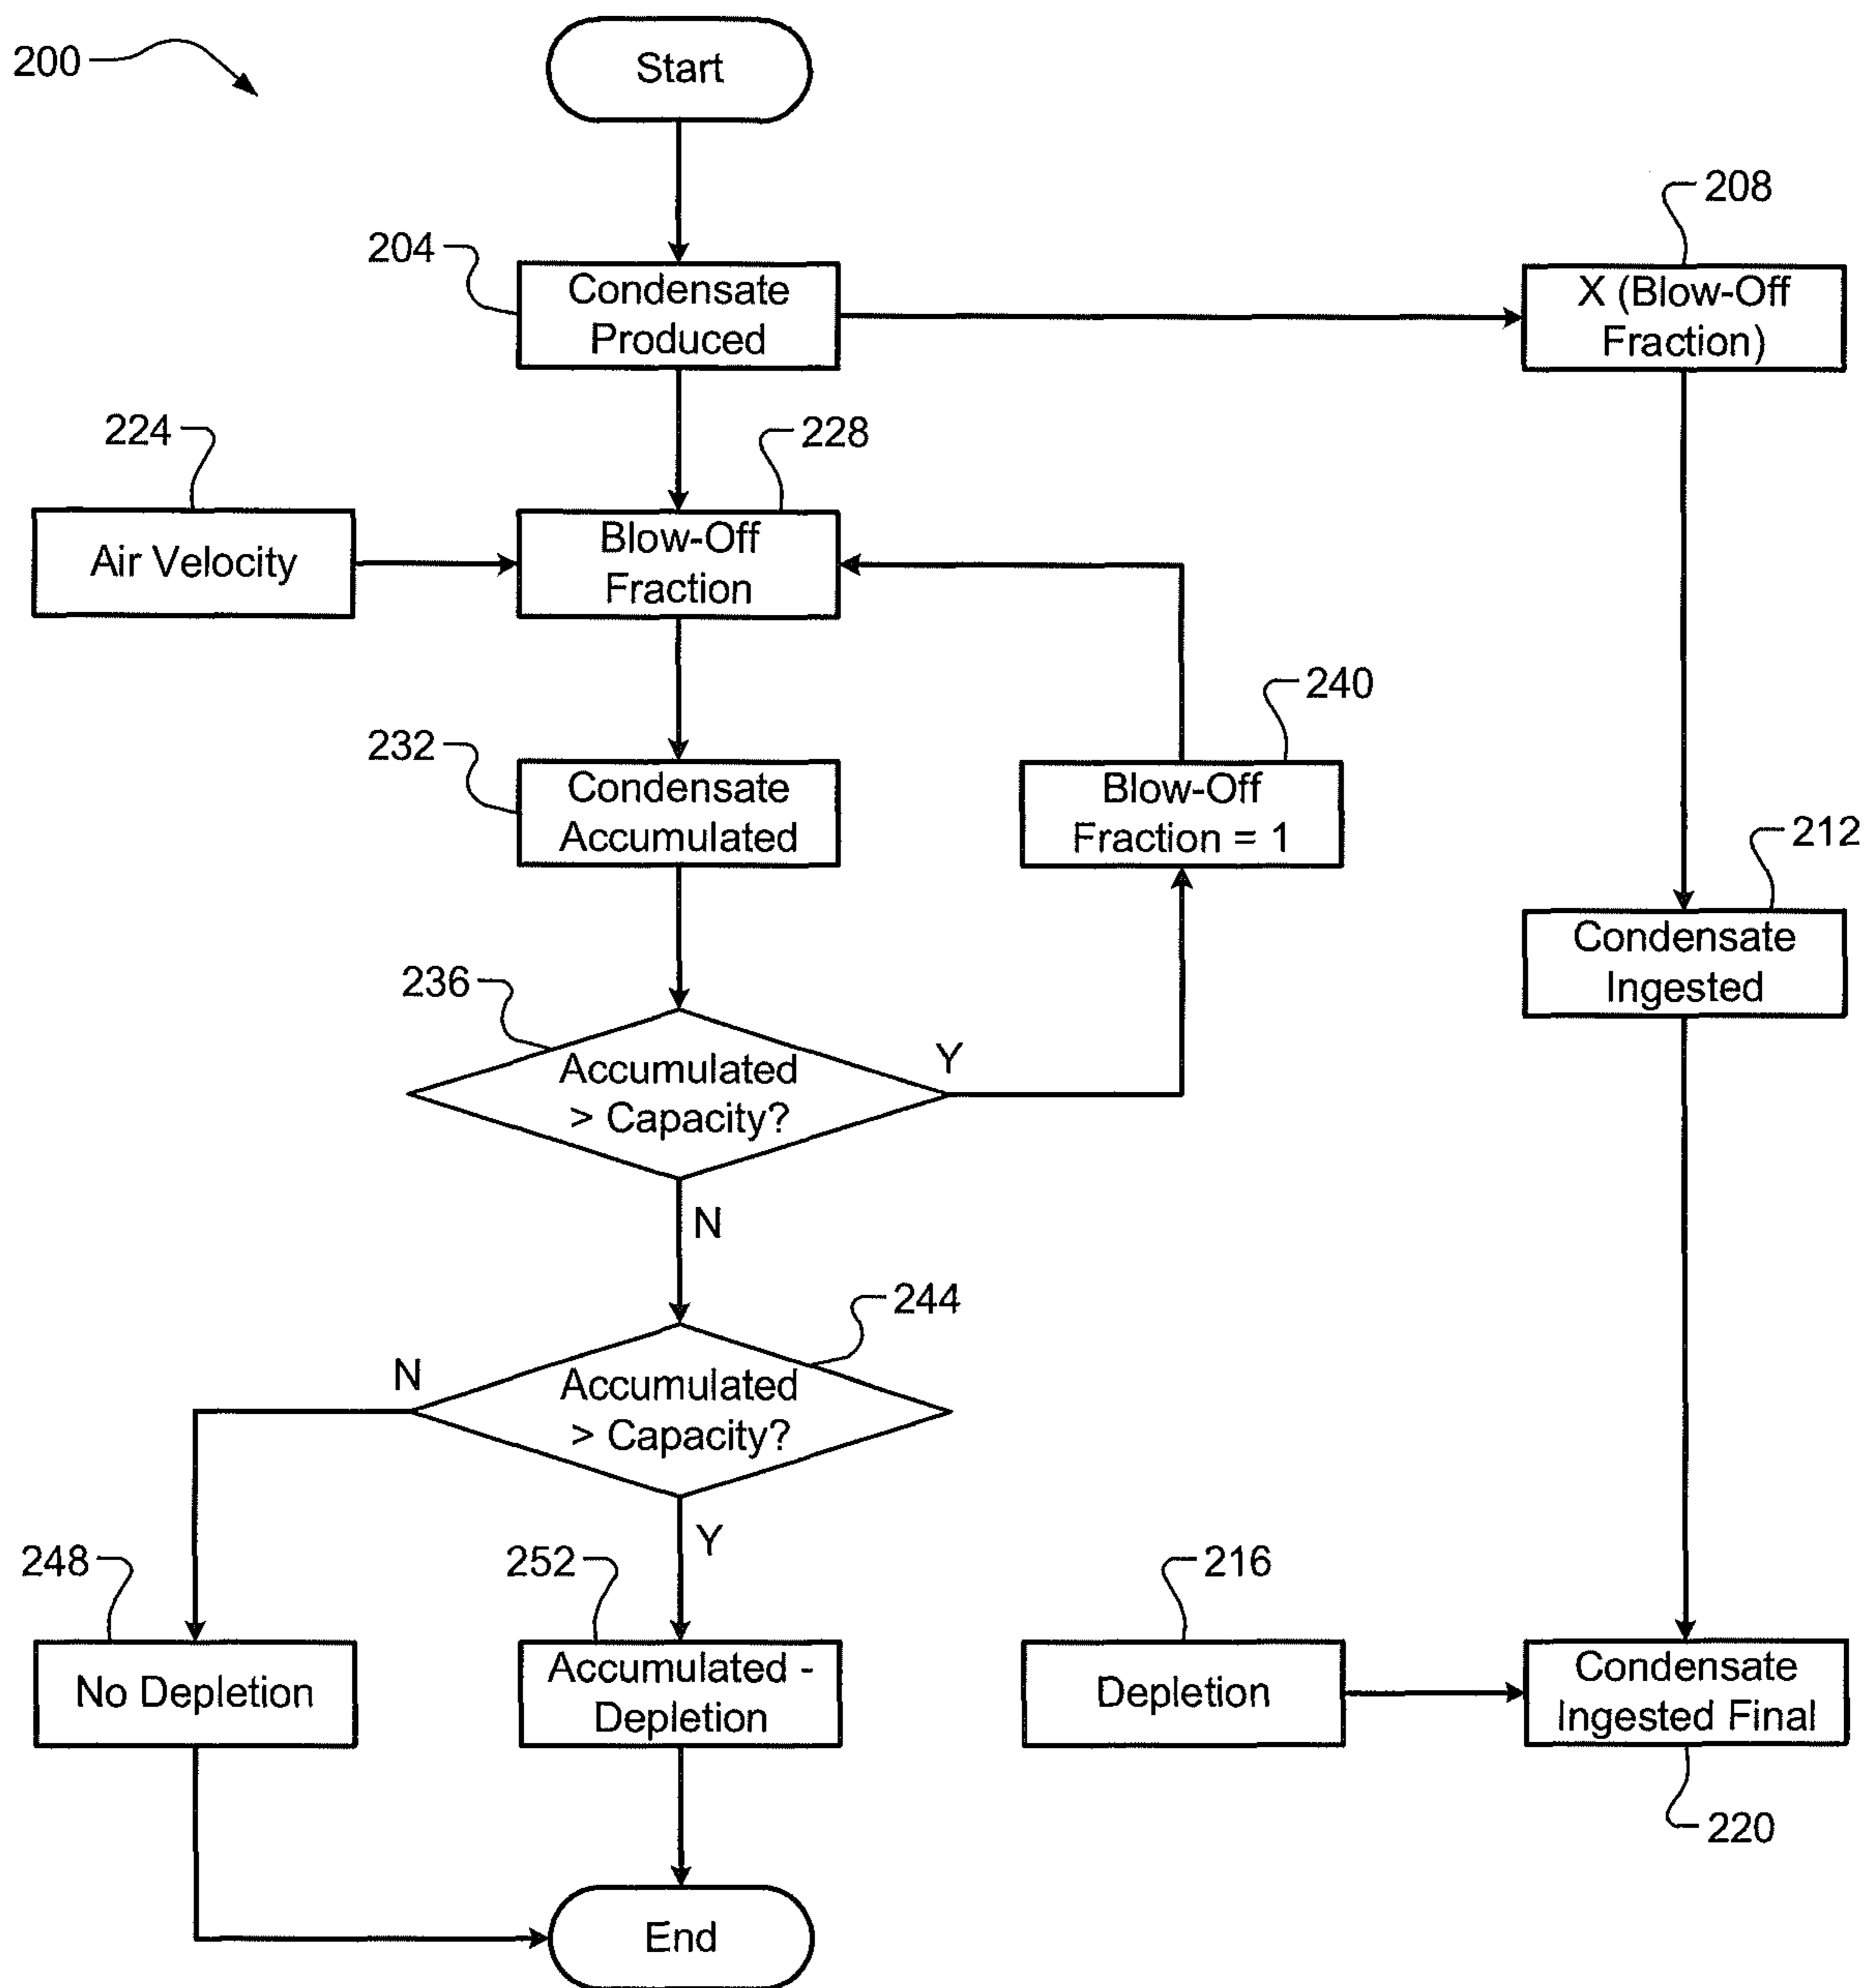 200
Start
208
204
Condensate
Produced
X (Blow-Off
Fraction)
224
228
Air Velocity
Blow-Off
Fraction
240
232
Condensate
Accumulated
Blow-Off
Fraction = 1
212
Condensate
Ingested
236
Accumulated
> Capacity?
Y
N
244
N
Accumulated
> Capacity?
Y
248
252
216
No Depletion
Accumulated -
Depletion
Depletion
Condensate
Ingested Final
220
End